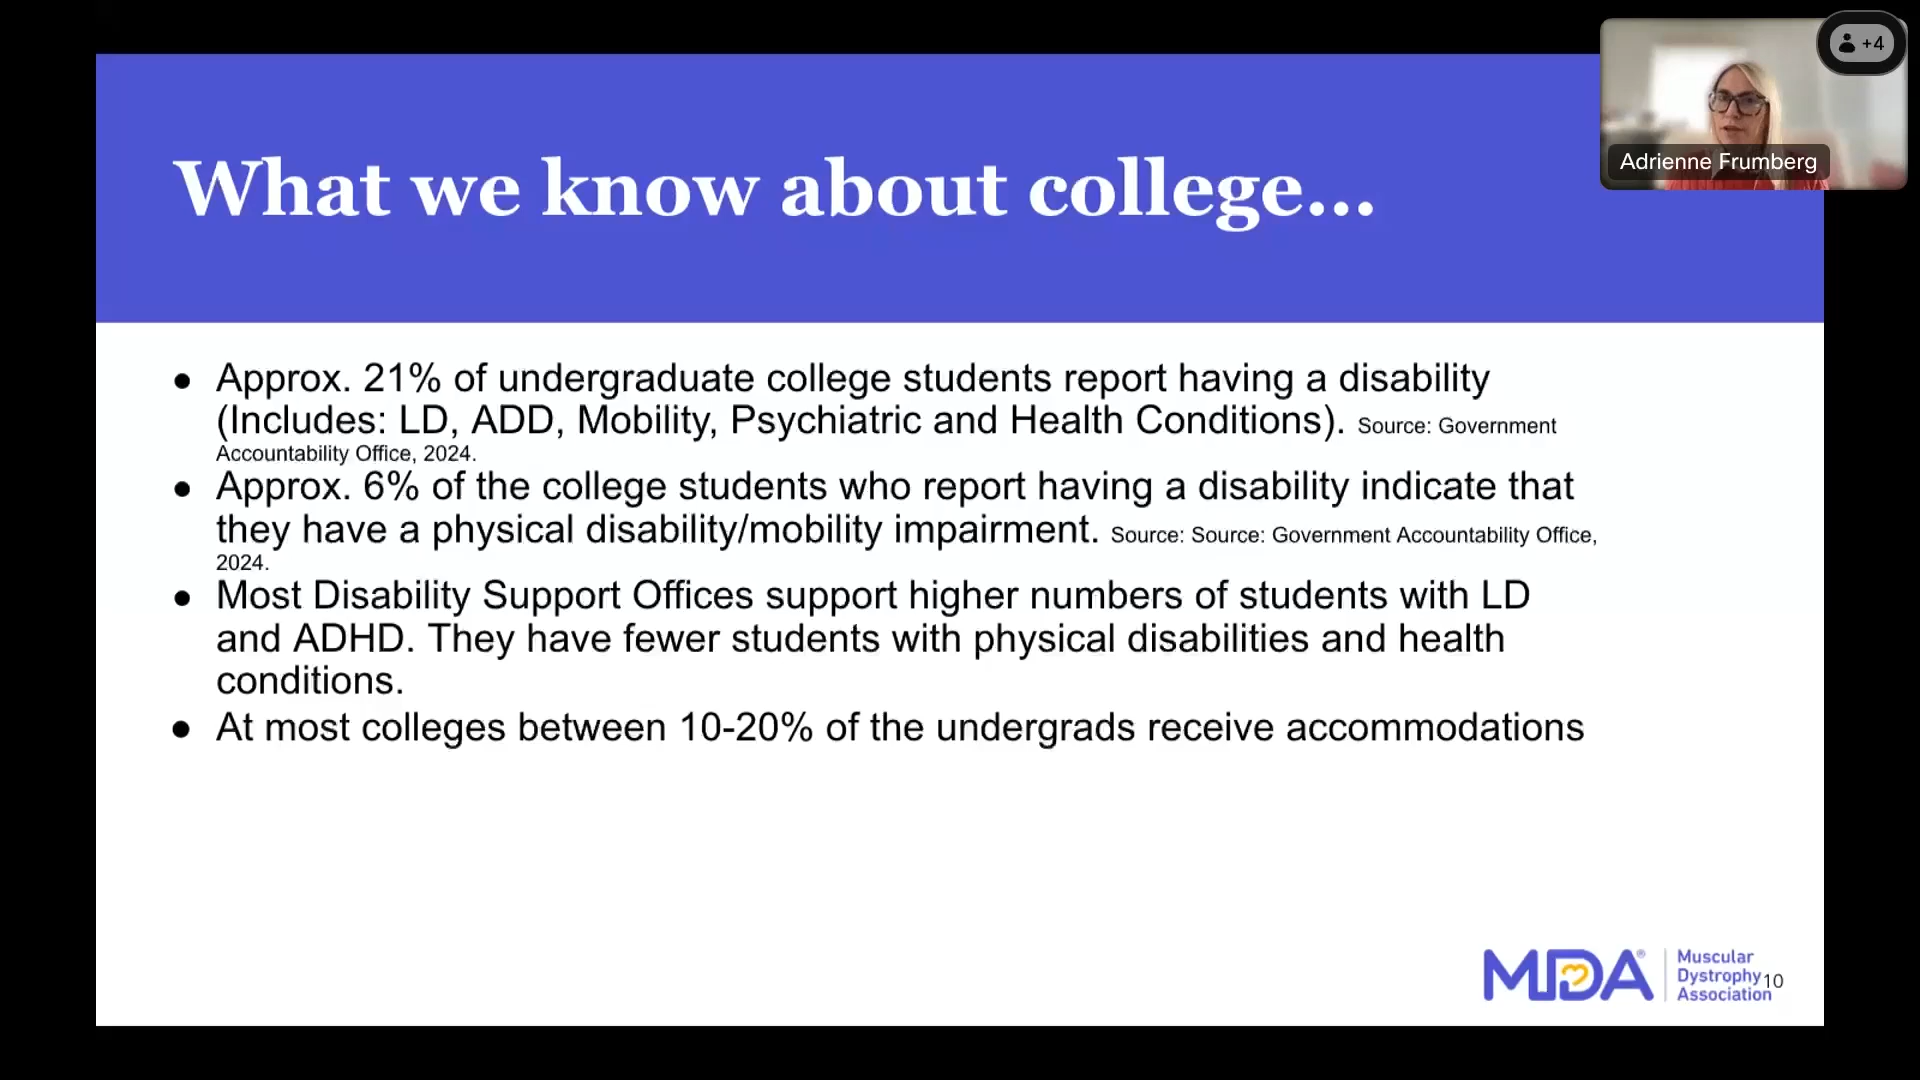 +4
Adrienne Frumberg
What we know about college...
● Approx. 21% of undergraduate college students report having a disability
(Includes: LD, ADD, Mobility, Psychiatric and Health Conditions). Source: Government
Accountability Office, 2024.
● Approx. 6% of the college students who report having a disability indicate that
they have a physical disability/mobility impairment. Source: Source: Government Accountability Office,
2024.
● Most Disability Support Offices support higher numbers of students with LD
and ADHD. They have fewer students with physical disabilities and health
conditions.
● At most colleges between 10-20% of the undergrads receive accommodations
MDA®
Muscular
Dystrophy
Association
10